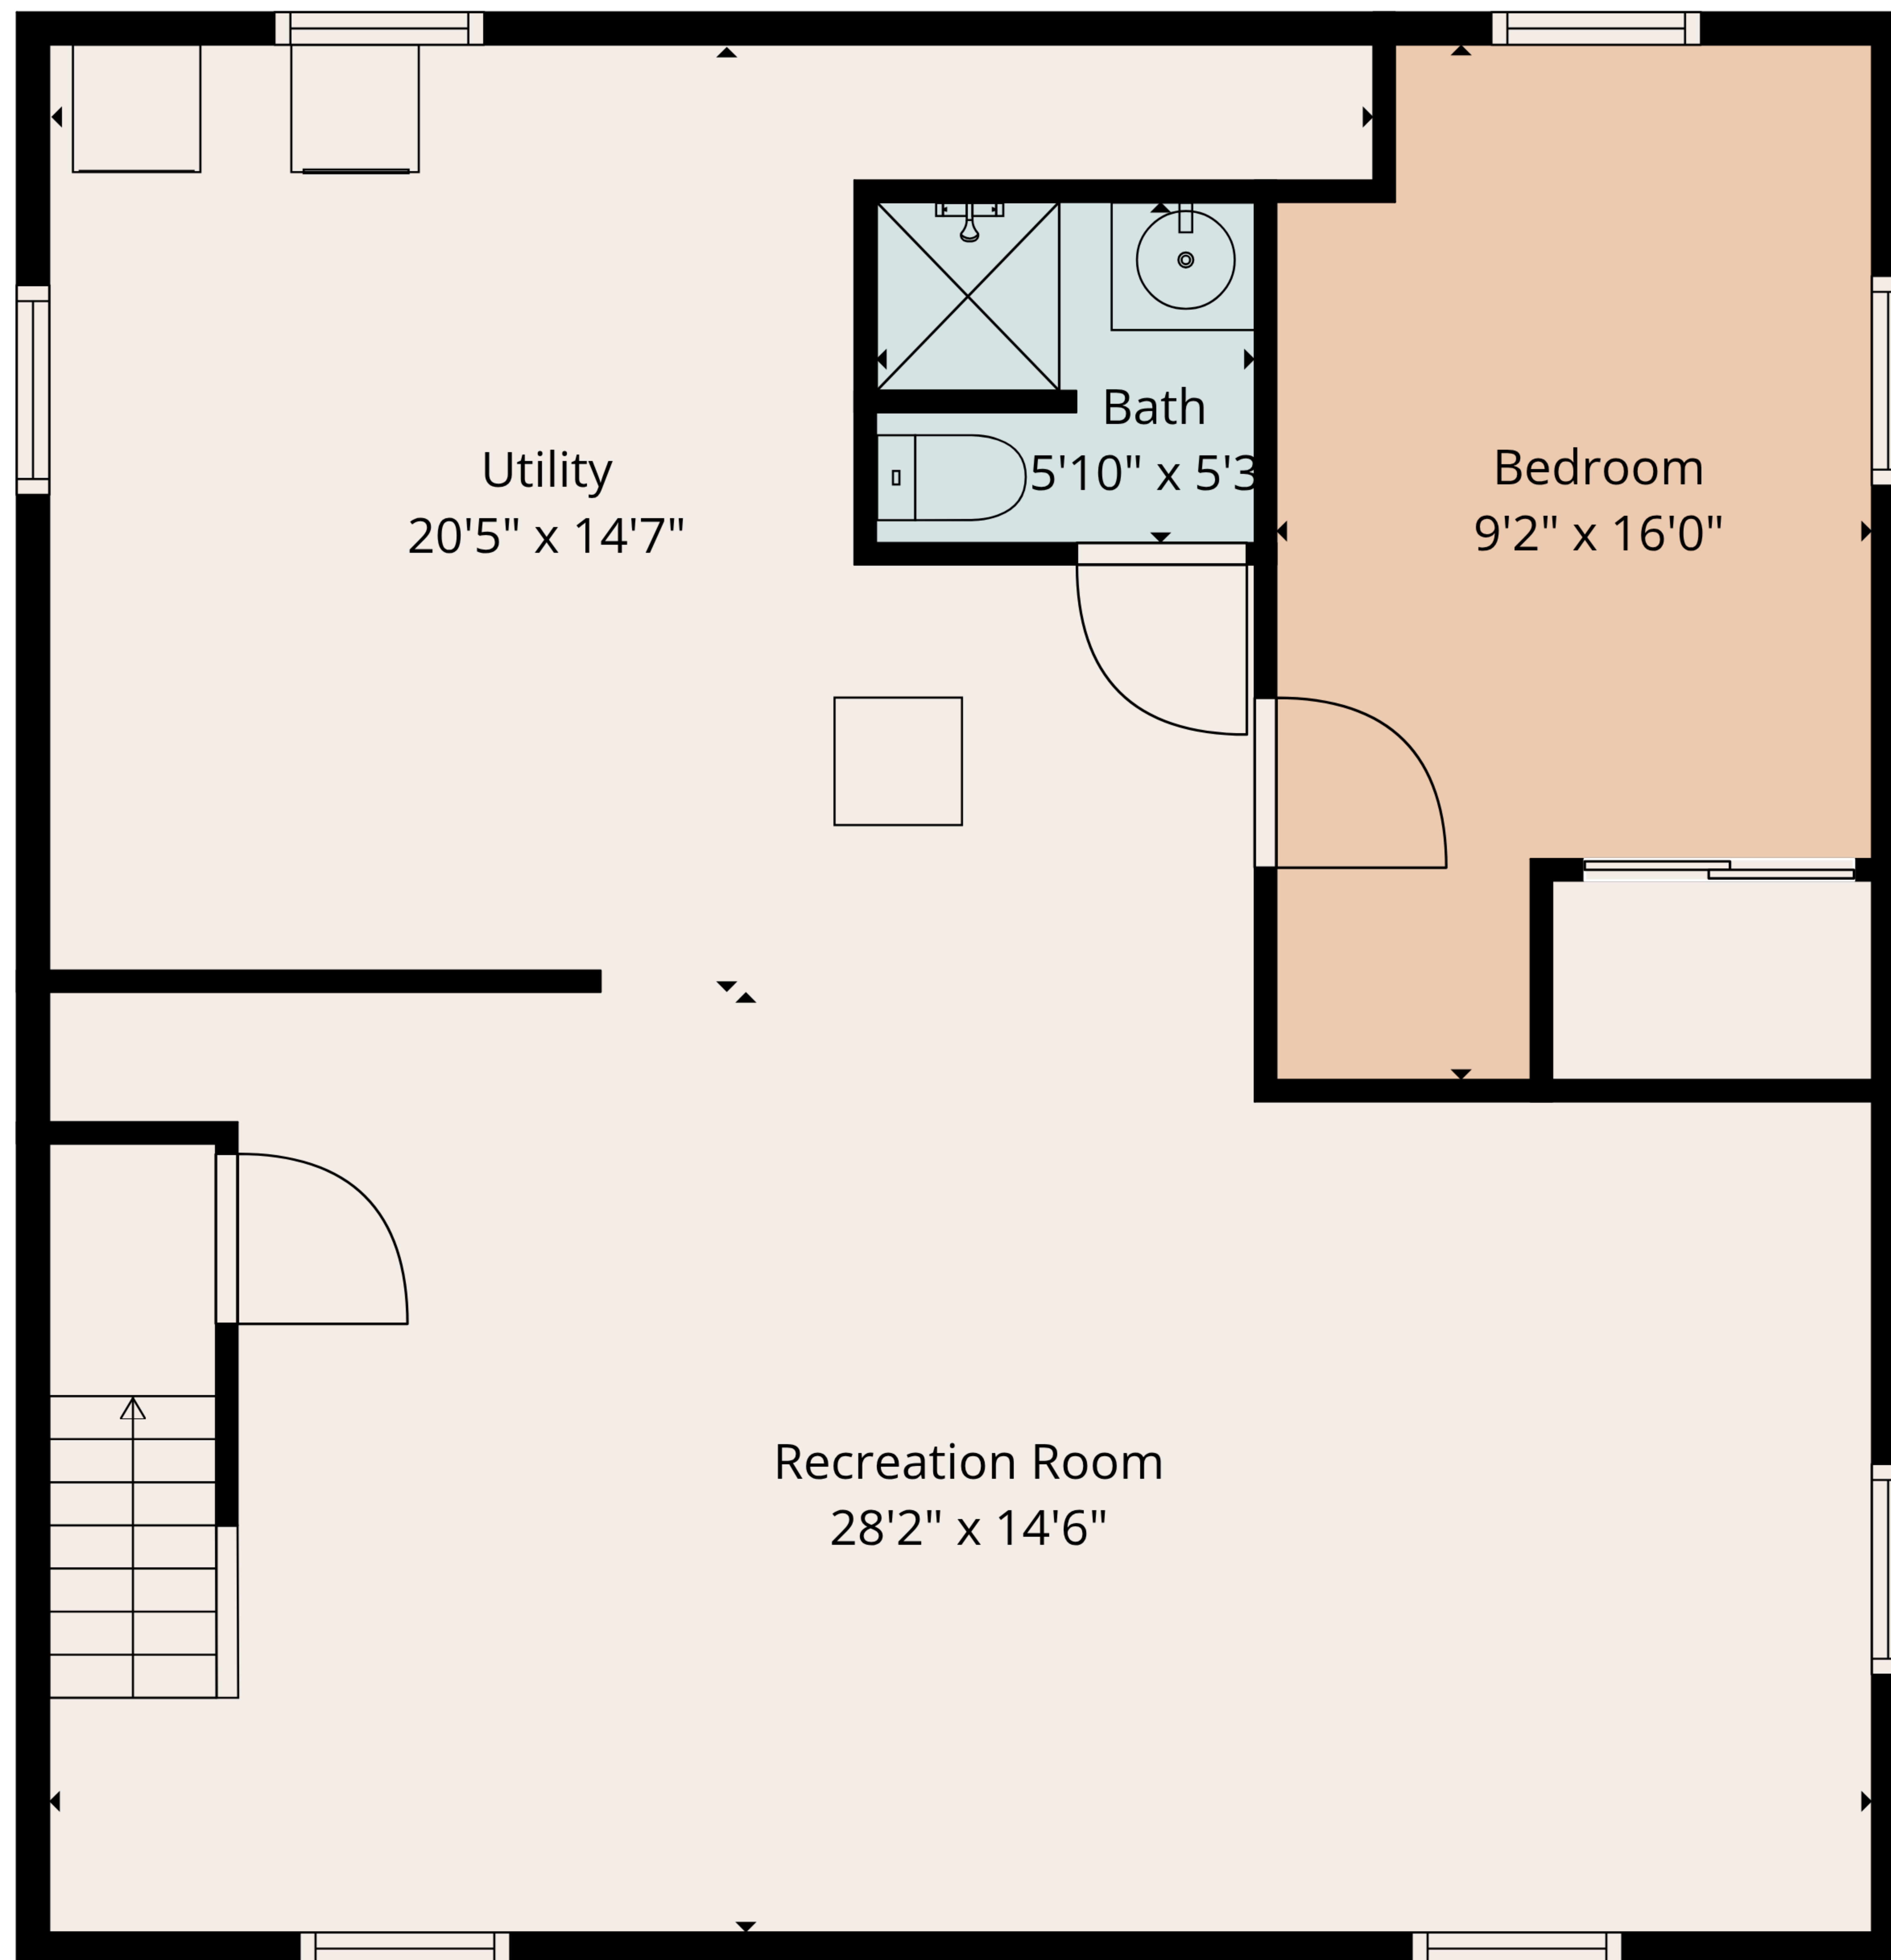 Bath
5'10" x 5'3
Utility
20'5" x 14'7"
Bedroom
9'2" x 16'0"
Recreation Room
28'2" x 14'6"